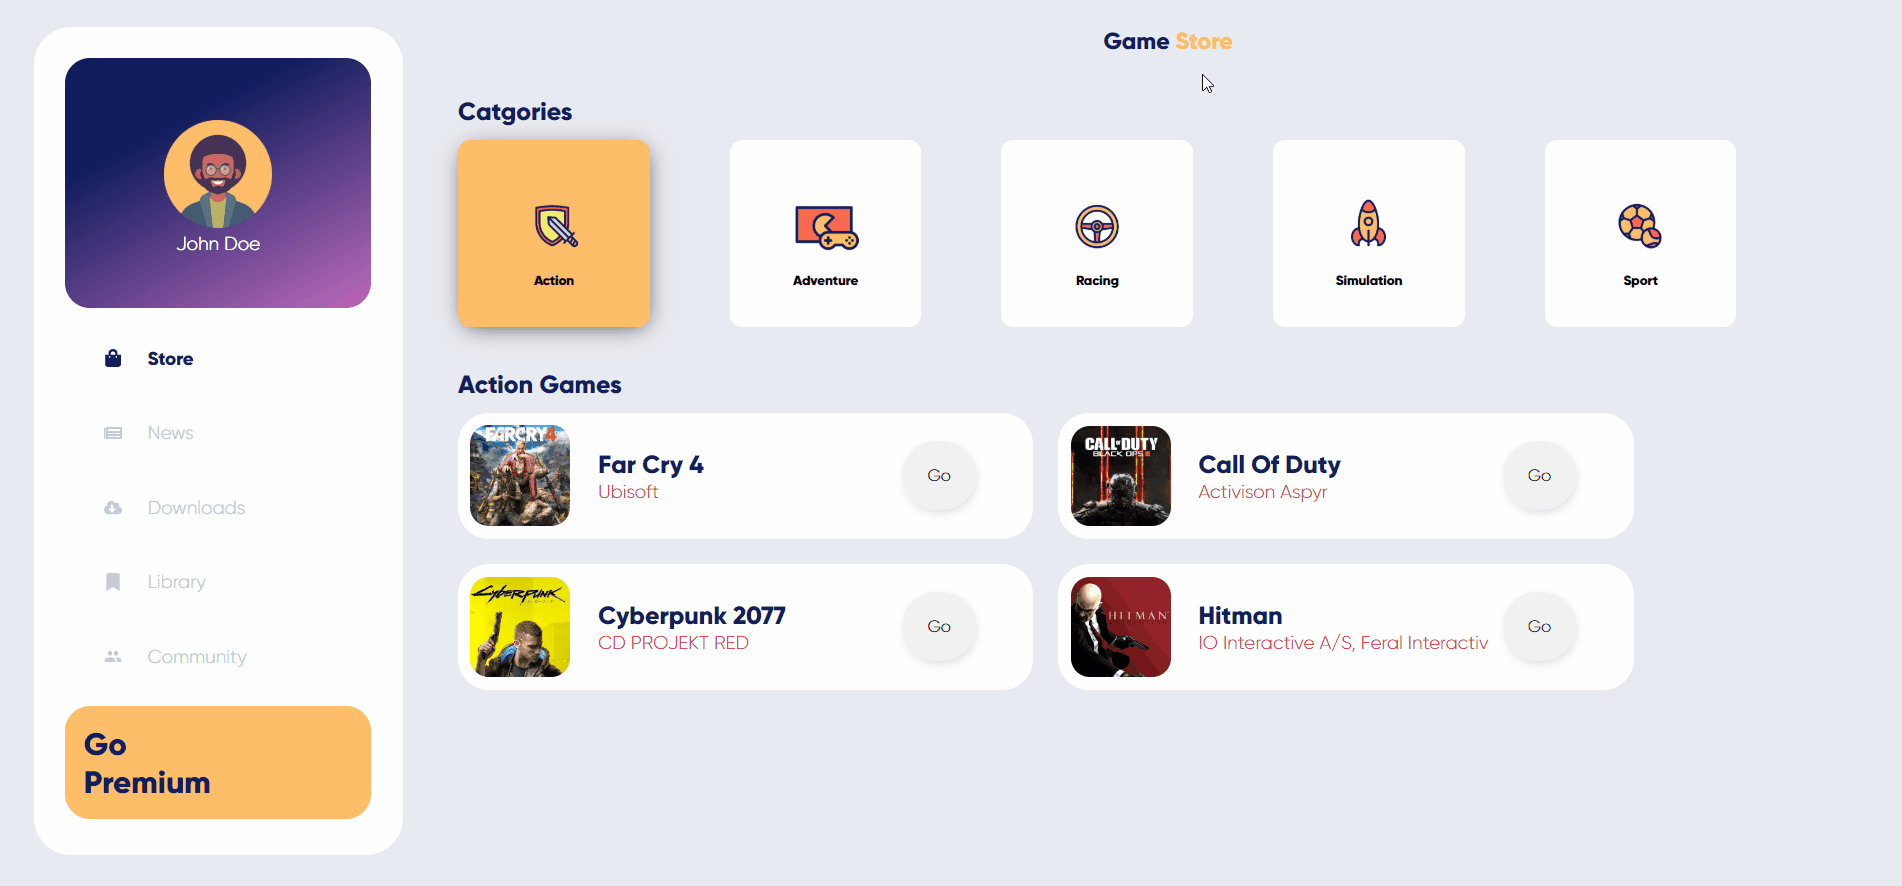 Game Store
John Doe
Store
News
Downloads
Library
Community
Go
Premium
Catgories
Action
Adventure
Racing
Simulation
Sport
Action Games
FARCRY4
Far Cry 4
Ubisoft
Go
CALL OF DUTY
BLACK OPS III
Call Of Duty
Activison Aspyr
Go
Cyberpunk
Cyberpunk 2077
CD PROJEKT RED
Go
HITMAN
Hitman
IO Interactive A/S, Feral Interactiv
Go